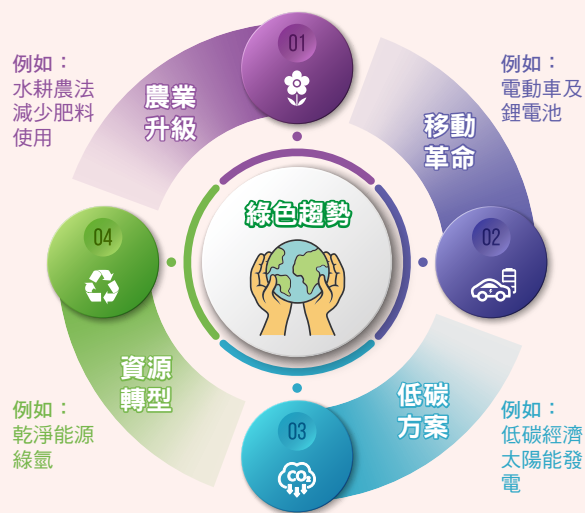 綠色趨勢
01
農業
升級
例如：
水耕農法
減少肥料
使用
02
移動
革命
例如：
電動車及
鋰電池
03
CO₂
低碳
方案
例如：
低碳經濟
太陽能發
電
04
資源
轉型
例如：
乾淨能源
綠氫